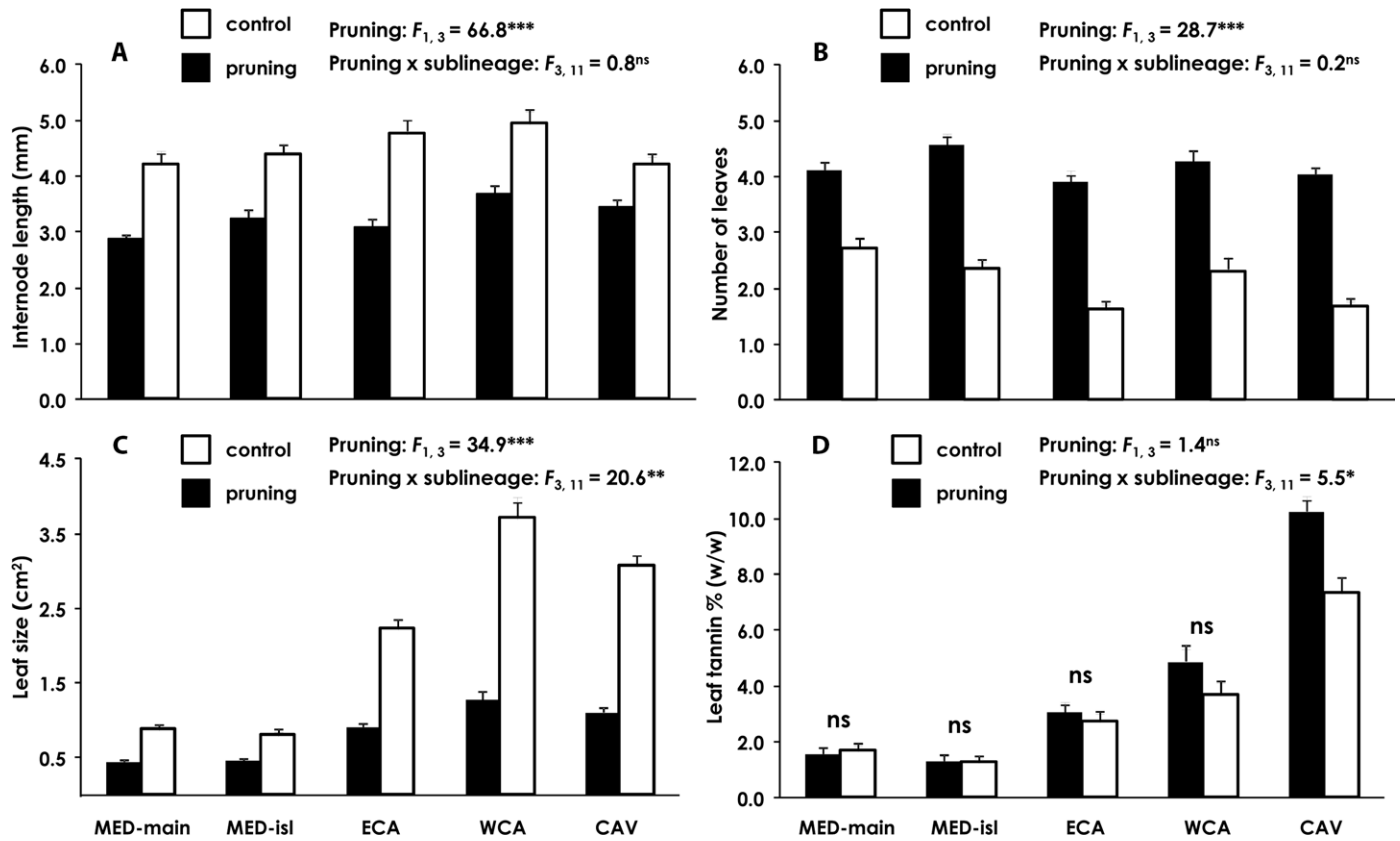 A
control
pruning
Pruning: F1, 3 = 66.8***
Pruning x sublineage: F3, 11 = 0.8ns
Internode length (mm)
6.0
5.0
4.0
3.0
2.0
1.0
0.0
B
control
pruning
Pruning: F1, 3 = 28.7***
Pruning x sublineage: F3, 11 = 0.2ns
Number of leaves
6.0
5.0
4.0
3.0
2.0
1.0
0.0
C
control
pruning
Pruning: F1, 3 = 34.9***
Pruning x sublineage: F3, 11 = 20.6**
Leaf size (cm²)
4.5
3.5
2.5
1.5
0.5
MED-main MED-isl ECA WCA CAV
D
control
pruning
Pruning: F1, 3 = 1.4ns
Pruning x sublineage: F3, 11 = 5.5*
Leaf tannin % (w/w)
12.0
10.0
8.0
6.0
4.0
2.0
0.0
ns ns ns ns
MED-main MED-isl ECA WCA CAV